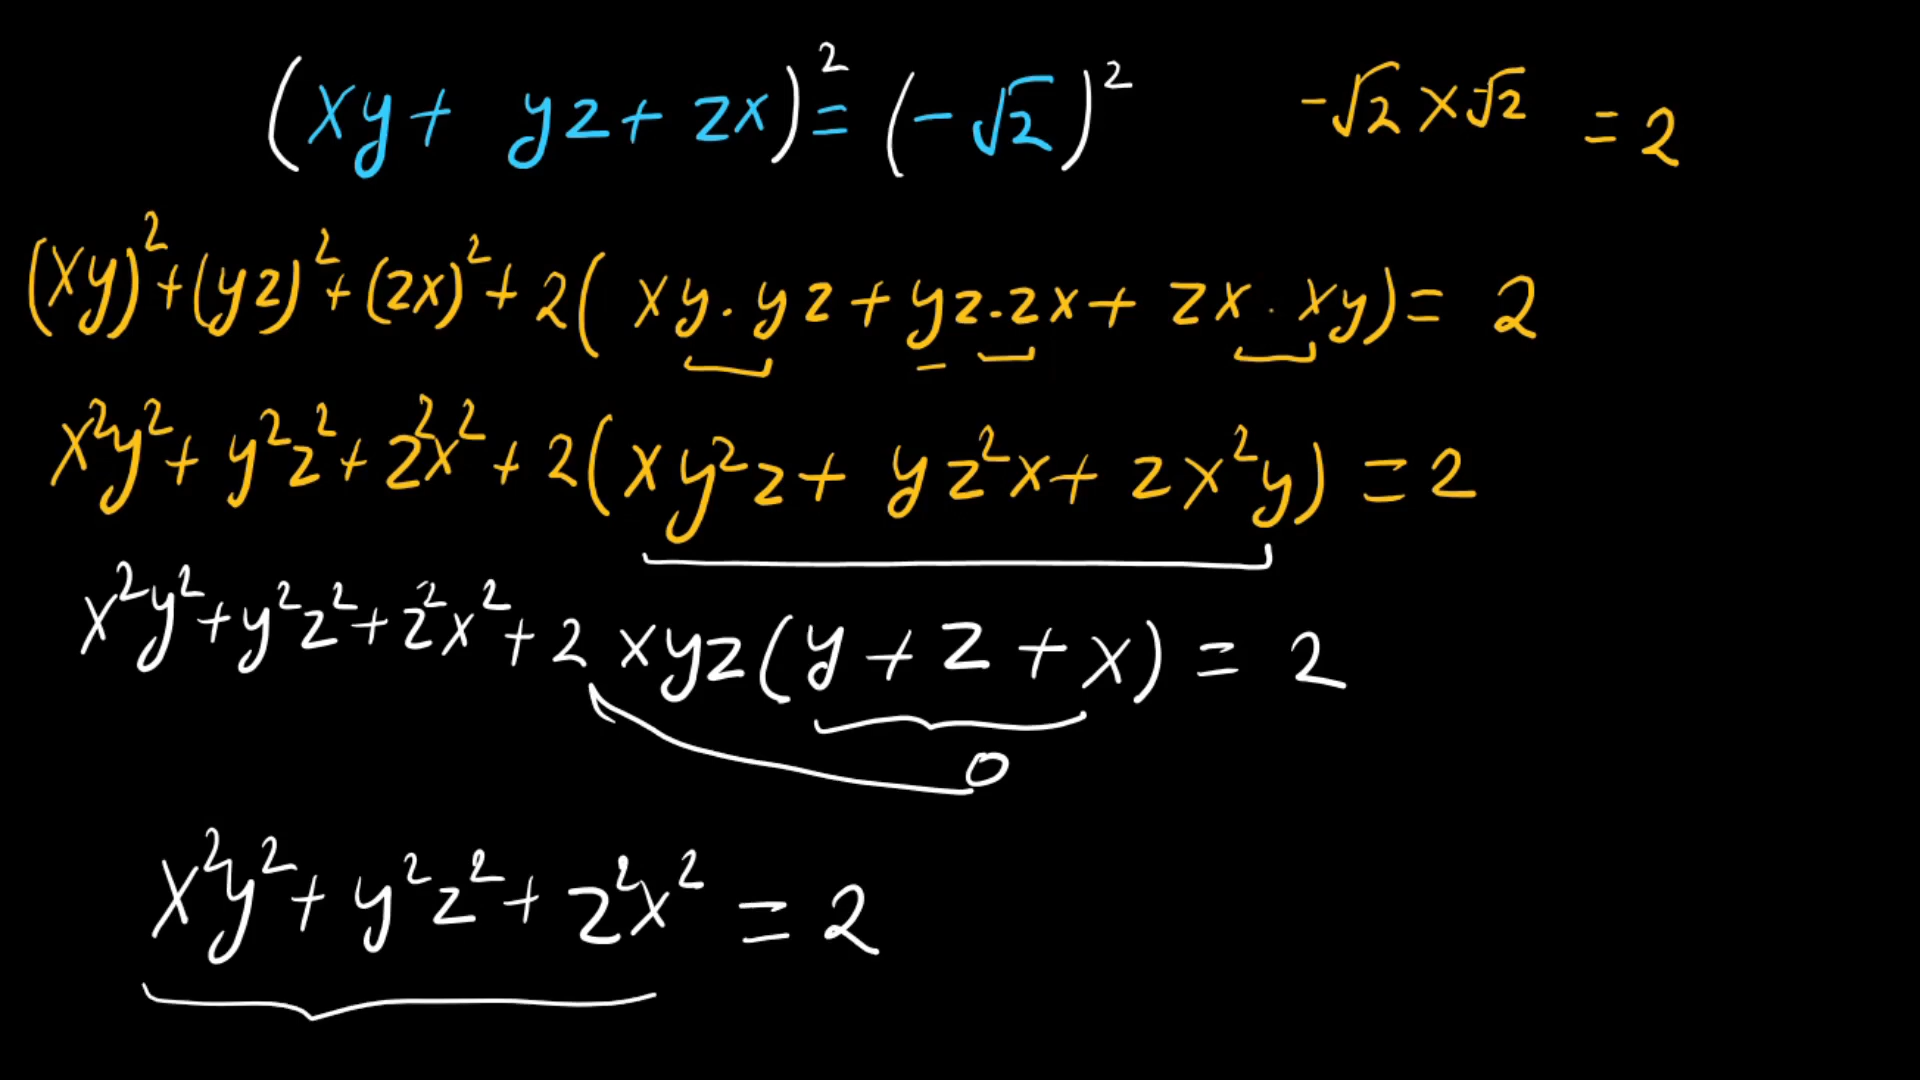 (xy + yz + zx)² = (-√2)²   -√2 × -√2 = 2
(xy)² + (yz)² + (zx)² + 2(xy·yz + yz·zx + zx·xy) = 2
x²y² + y²z² + z²x² + 2(xy²z + yz²x + zx²y) = 2
x²y² + y²z² + z²x² + 2xyz(y + z + x) = 2
0
x²y² + y²z² + z²x² = 2